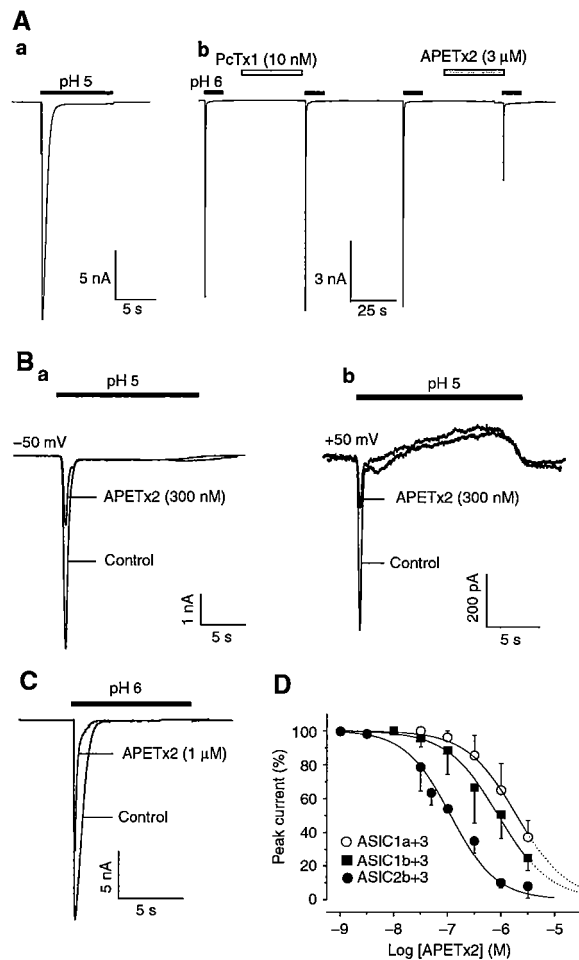 A
a
b
PcTx1 (10 nM)
APETx2 (3 µM)
pH 5
pH 6
5 nA
5 s
3 nA
25 s
B
a
b
pH 5
pH 5
−50 mV
+50 mV
APETx2 (300 nM)
APETx2 (300 nM)
Control
Control
1 nA
5 s
200 pA
5 s
C
D
pH 6
APETx2 (1 µM)
Control
5 nA
5 s
Peak current (%)
100
80
60
40
20
0
ASIC1a+3
ASIC1b+3
ASIC2b+3
−9 −8 −7 −6 −5
Log [APETx2] (M)